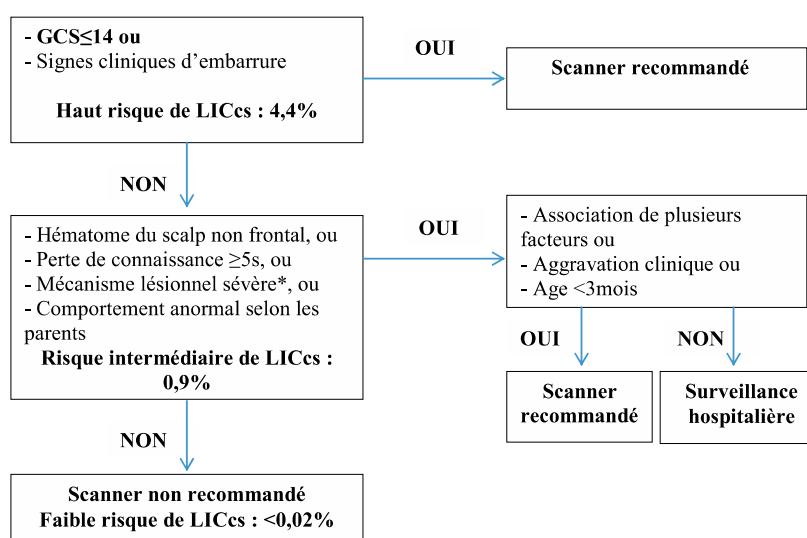 - GCS≤14 ou
- Signes cliniques d'embarrure
Haut risque de LICcs : 4,4%
OUI
Scanner recommandé
NON
- Hématome du scalp non frontal, ou
- Perte de connaissance ≥5s, ou
- Mécanisme lésionnel sévère*, ou
- Comportement anormal selon les
parents
Risque intermédiaire de LICcs :
0,9%
OUI
- Association de plusieurs
facteurs ou
- Aggravation clinique ou
- Age <3mois
OUI
NON
Scanner
recommandé
Surveillance
hospitalière
NON
Scanner non recommandé
Faible risque de LICcs : <0,02%